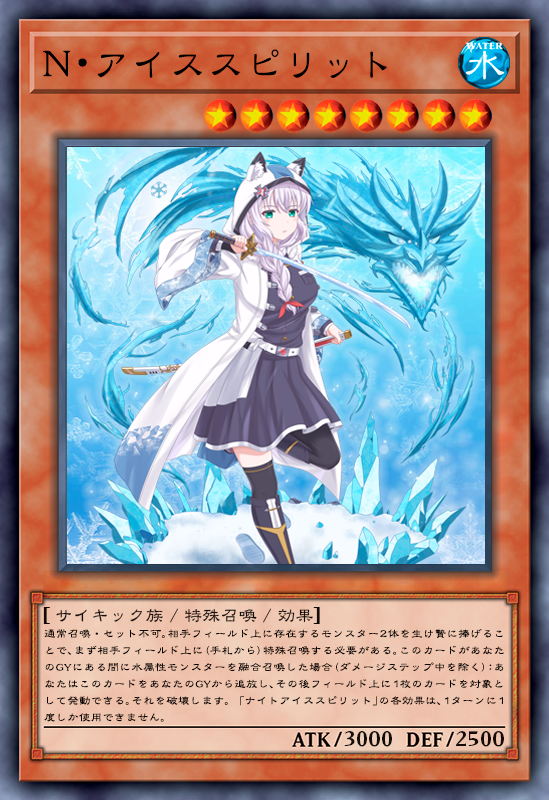 N・アイススピリット
WATER
水
[サイキック族/特殊召喚/効果]
通常召喚・セット不可。相手フィールド上に存在するモンスター2体を生け贄に捧げるこ
とで、まず相手フィールド上に(手札から)特殊召喚する必要がある。このカードがあなた
のGYにある間に水属性モンスターを融合召喚した場合(ダメージステップ中を除く):あ
なたはこのカードをあなたのGYから追放し、その後フィールド上に1枚のカードを対象と
して発動できる。それを破壊します。「ナイトアイススピリット」の各効果は、1ターンに1
度しか使用できません。
ATK/3000 DEF/2500